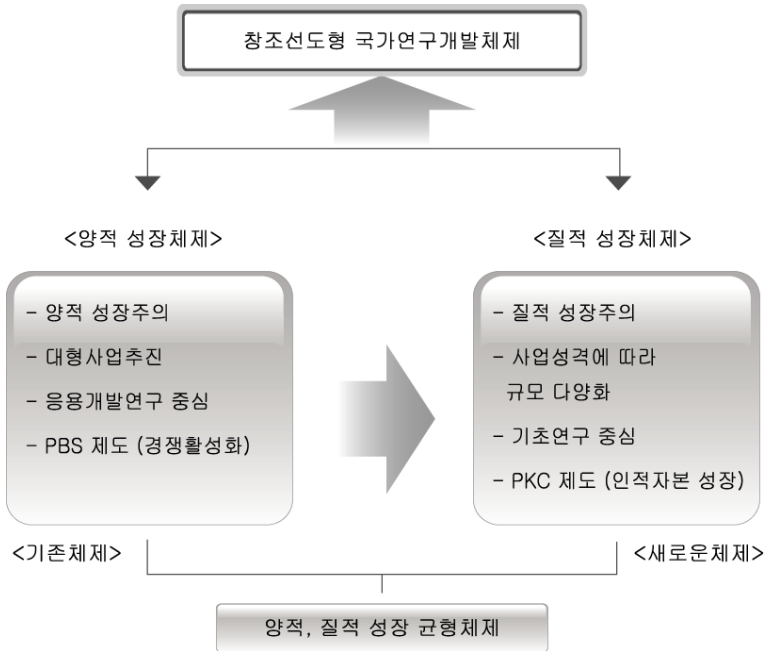 창조선도형 국가연구개발체제
<양적 성장체제>
- 양적 성장주의
- 대형사업추진
- 응용개발연구 중심
- PBS 제도 (경쟁활성화)
<기존체제>
<질적 성장체제>
- 질적 성장주의
- 사업성격에 따라
규모 다양화
- 기초연구 중심
- PKC 제도 (인적자본 성장)
<새로운체제>
양적, 질적 성장 균형체제